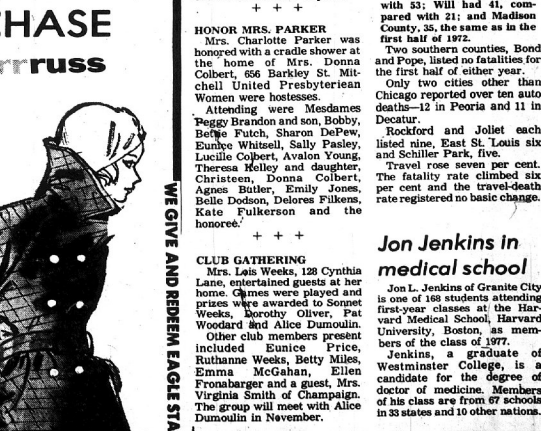 CHASE
russ
WE GIVE AND REDEEM EAGLE STA
+ + +
HONOR MRS. PARKER
Mrs. Charlotte Parker was
honored with a cradle shower at
the home of Mrs. Donna
Colbert, 656 Barkley St. Mit-
chell United Presbyteriean
Women were hostesses.
Attending were Mesdames
Peggy Brandon and son, Bobby,
Bettie Futch, Sharon DePew,
Eunice Whitsell, Sally Pasley,
Lucille Colbert, Avalon Young,
Theresa Kelley and daughter,
Christeen, Donna Colbert,
Agnes Butler, Emily Jones,
Belle Dodson, Delores Filkens,
Kate Fulkerson and the
honoree.
+ + +
CLUB GATHERING
Mrs. Lois Weeks, 128 Cynthia
Lane, entertained guests at her
home. Games were played and
prizes were awarded to Sonnet
Weeks, Dorothy Oliver, Pat
Woodard and Alice Dumoulin.
Other club members present
included Eunice Price,
Ruthanne Weeks, Betty Miles,
Emma McGahan, Ellen
Fronabarger and a guest, Mrs.
Virginia Smith of Champaign.
The group will meet with Alice
Dumoulin in November.
with 53; Will had 41, com-
pared with 21; and Madison
County, 35, the same as in the
first half of 1972.
Two southern counties, Bond
and Pope, listed no fatalities for
the first half of either year.
Only two cities other than
Chicago reported over ten auto
deaths—12 in Peoria and 11 in
Decatur.
Rockford and Joliet each
listed nine, East St. Louis six
and Schiller Park, five.
Travel rose seven per cent.
The fatality rate climbed six
per cent and the travel-death
rate registered no basic change.
Jon Jenkins in
medical school
Jon L. Jenkins of Granite City
is one of 168 students attending
first-year classes at the Har-
vard Medical School, Harvard
University, Boston, as mem-
bers of the class of 1977.
Jenkins, a graduate of
Westminster College, is a
candidate for the degree of
doctor of medicine. Members
of his class are from 67 schools
in 33 states and 10 other nations.